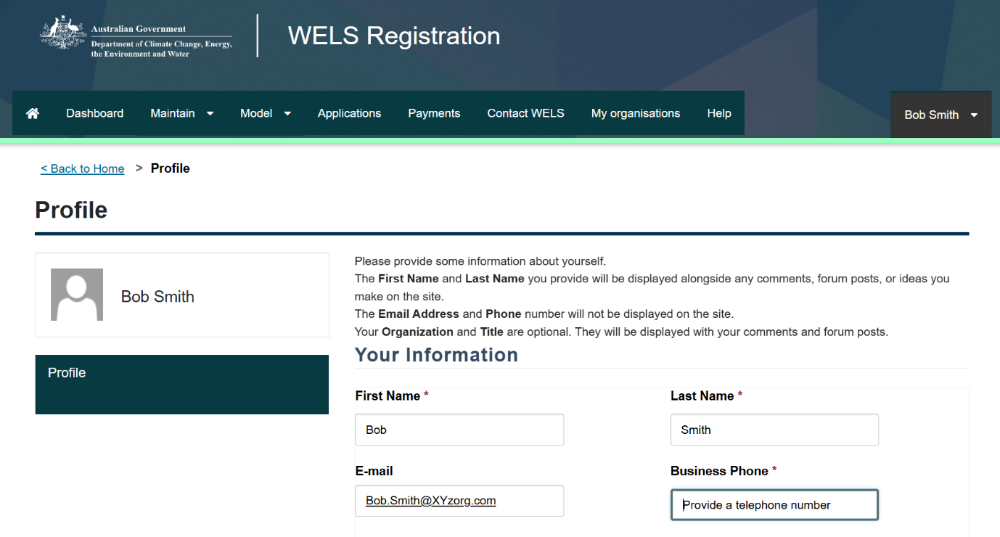 Australian Government
Department of Climate Change, Energy,
the Environment and Water
WELS Registration
Dashboard Maintain Model Applications Payments Contact WELS My organisations Help Bob Smith
< Back to Home > Profile
Profile
Bob Smith
Profile
Please provide some information about yourself.
The First Name and Last Name you provide will be displayed alongside any comments, forum posts, or ideas you
make on the site.
The Email Address and Phone number will not be displayed on the site.
Your Organization and Title are optional. They will be displayed with your comments and forum posts.
Your Information
First Name * Last Name *
Bob Smith
E-mail Business Phone *
Bob.Smith@XYzorg.com Provide a telephone number